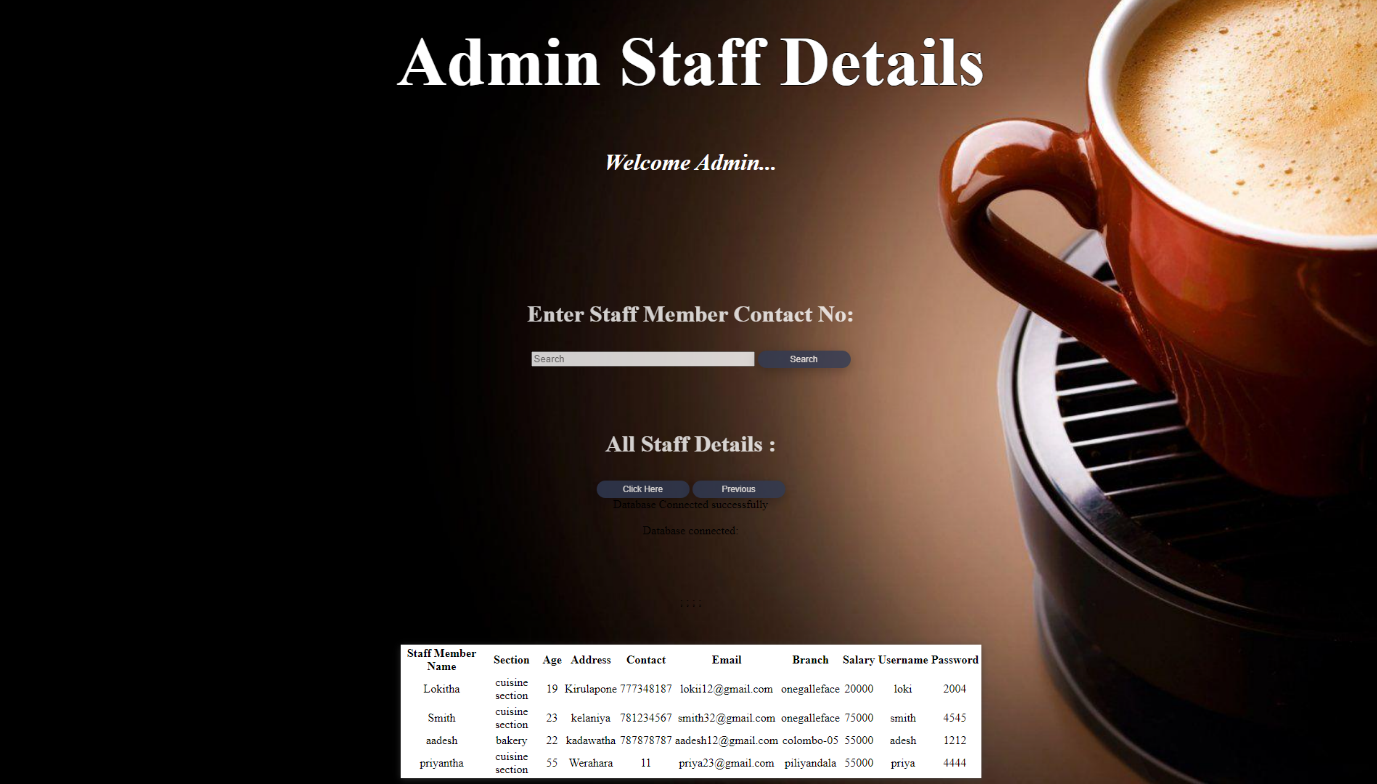 Admin Staff Details
Welcome Admin...
Enter Staff Member Contact No:
Search Search
All Staff Details :
Click Here Previous
Database Connected successfully
Database connected:
: : : :
Staff Member Name Section Age Address Contact Email Branch Salary Username Password
Lokitha cuisine section 19 Kirulapone 777348187 lokii12@gmail.com onegalleface 20000 loki 2004
Smith cuisine section 23 kelaniya 781234567 smith32@gmail.com onegalleface 75000 smith 4545
aadesh bakery 22 kadawatha 787878787 aadesh12@gmail.com colombo-05 55000 adesh 1212
priyantha cuisine section 55 Werahara 11 priya23@gmail.com piliyandala 55000 priya 4444